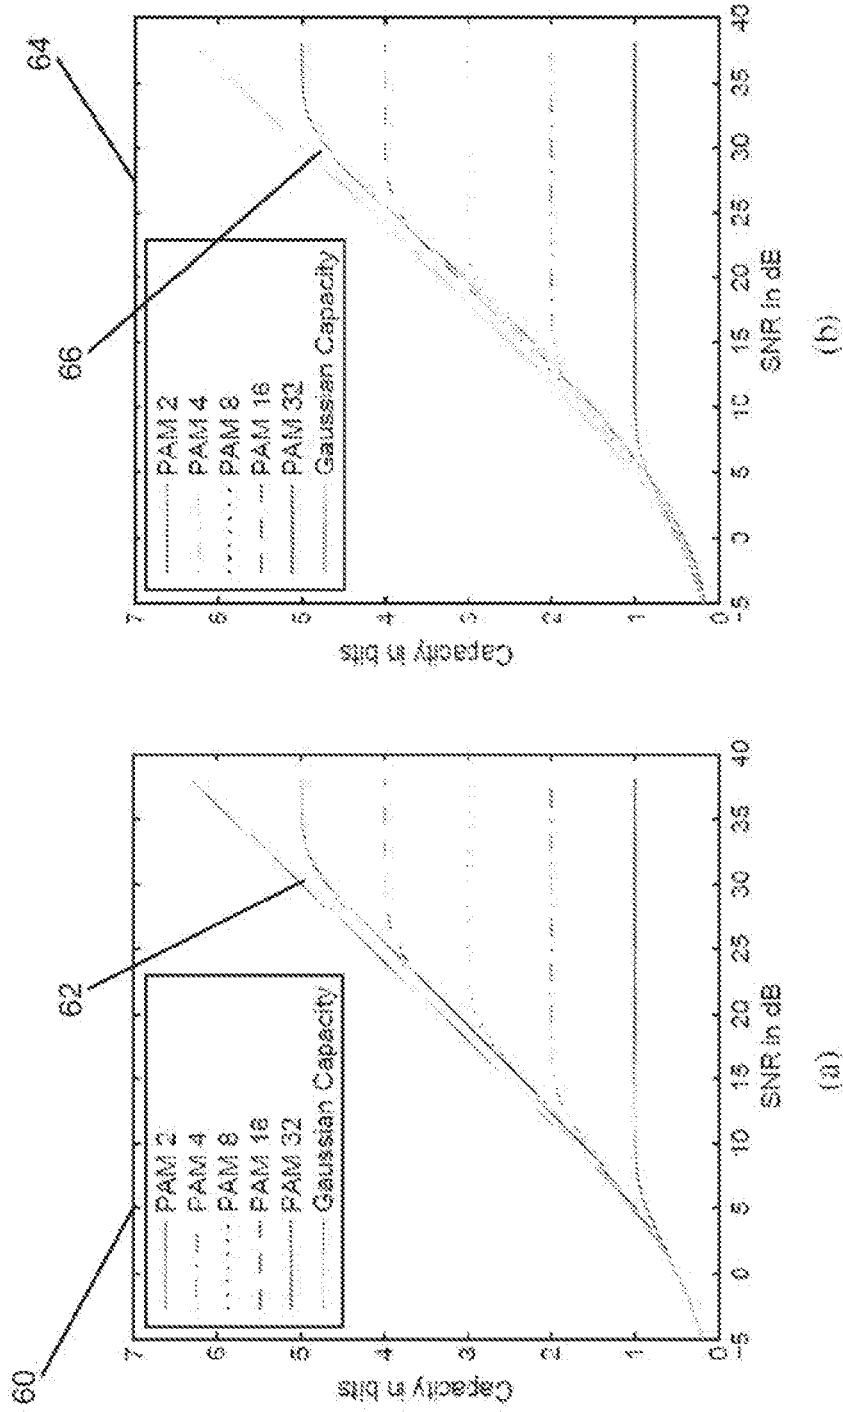 60
62
7
6
5
4
3
2
1
0
Capacity in bits
PAM 2
PAM 4
PAM 8
PAM 16
PAM 32
Gaussian Capacity
-5 0 5 10 15 20 25 30 35 40
SNR in dB
(a)
64
66
7
6
5
4
3
2
1
0
Capacity in bits
PAM 2
PAM 4
PAM 8
PAM 16
PAM 32
Gaussian Capacity
-5 0 5 10 15 20 25 30 35 40
SNR in dB
(b)